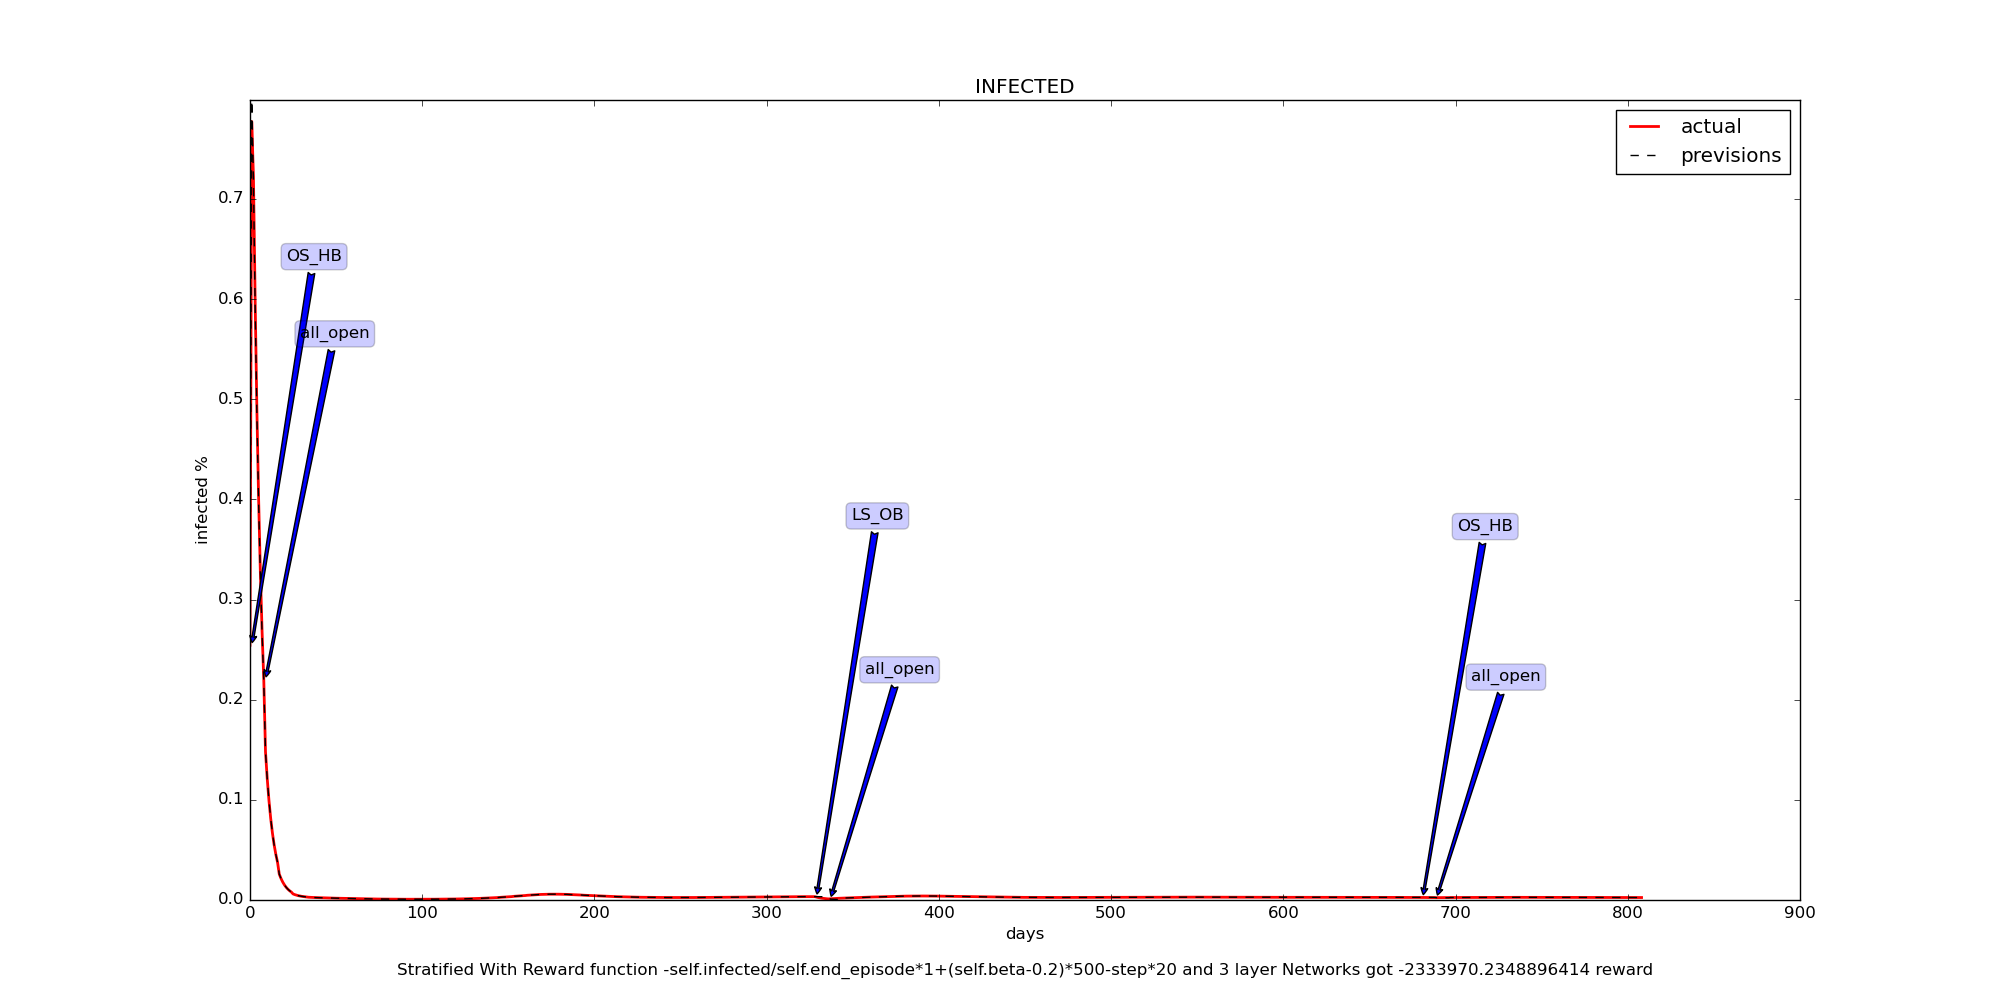 INFECTED
actual
previsions
0.7
0.6
0.5
0.4
0.3
0.2
0.1
0.0
infected %
OS_HB
all_open
LS_OB
all_open
OS_HB
all_open
0 100 200 300 400 500 600 700 800 900
days
Stratified With Reward function -self.infected/self.end_episode*1+(self.beta-0.2)*500-step*20 and 3 layer Networks got -2333970.2348896414 reward